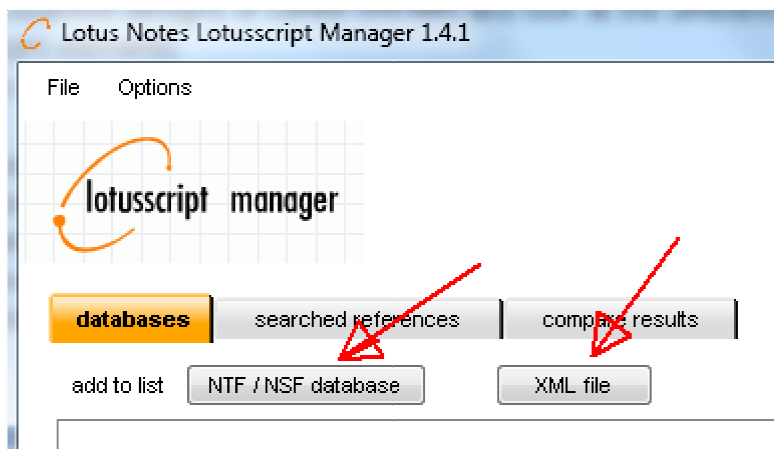 Lotus Notes Lotusscript Manager 1.4.1
File Options
lotusscript manager
databases searched references compare results
add to list NTF / NSF database XML file